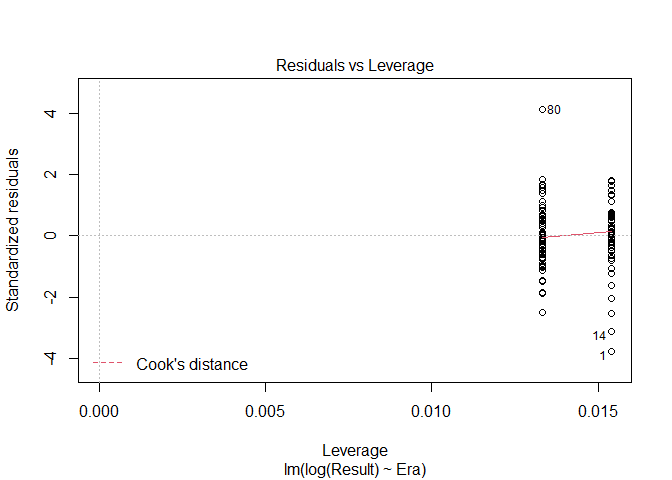 Residuals vs Leverage
Standardized residuals
4
2
0
-2
-4
80
14
1
Cook's distance
0.000 0.005 0.010 0.015
Leverage
lm(log(Result) ~ Era)